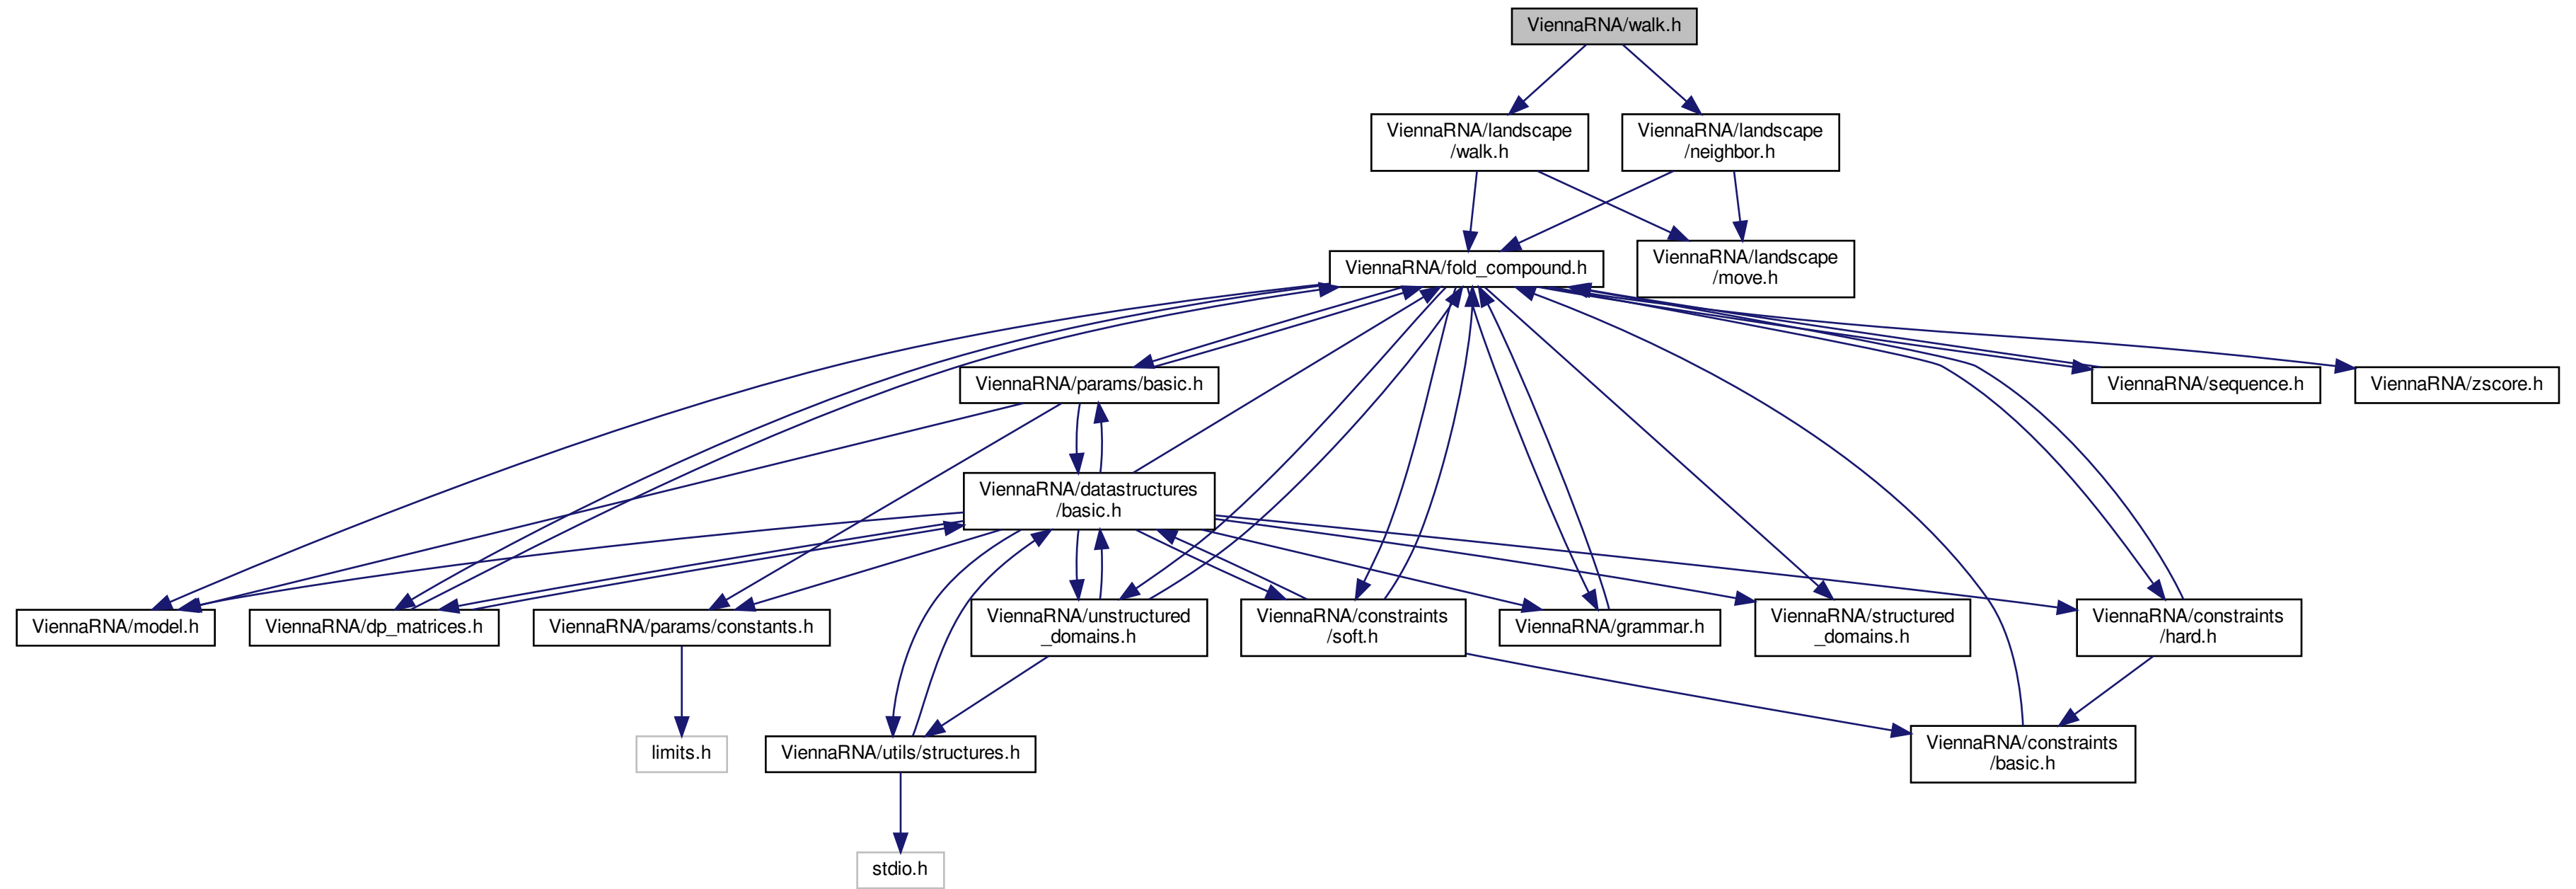 ViennaRNA/walk.h
ViennaRNA/landscape
/walk.h
ViennaRNA/landscape
/neighbor.h
ViennaRNA/fold_compound.h
ViennaRNA/landscape
/move.h
ViennaRNA/params/basic.h
ViennaRNA/sequence.h
ViennaRNA/zscore.h
ViennaRNA/datastructures
/basic.h
ViennaRNA/model.h
ViennaRNA/dp_matrices.h
ViennaRNA/params/constants.h
ViennaRNA/unstructured
_domains.h
ViennaRNA/constraints
/soft.h
ViennaRNA/grammar.h
ViennaRNA/structured
_domains.h
ViennaRNA/constraints
/hard.h
limits.h
ViennaRNA/utils/structures.h
ViennaRNA/constraints
/basic.h
stdio.h